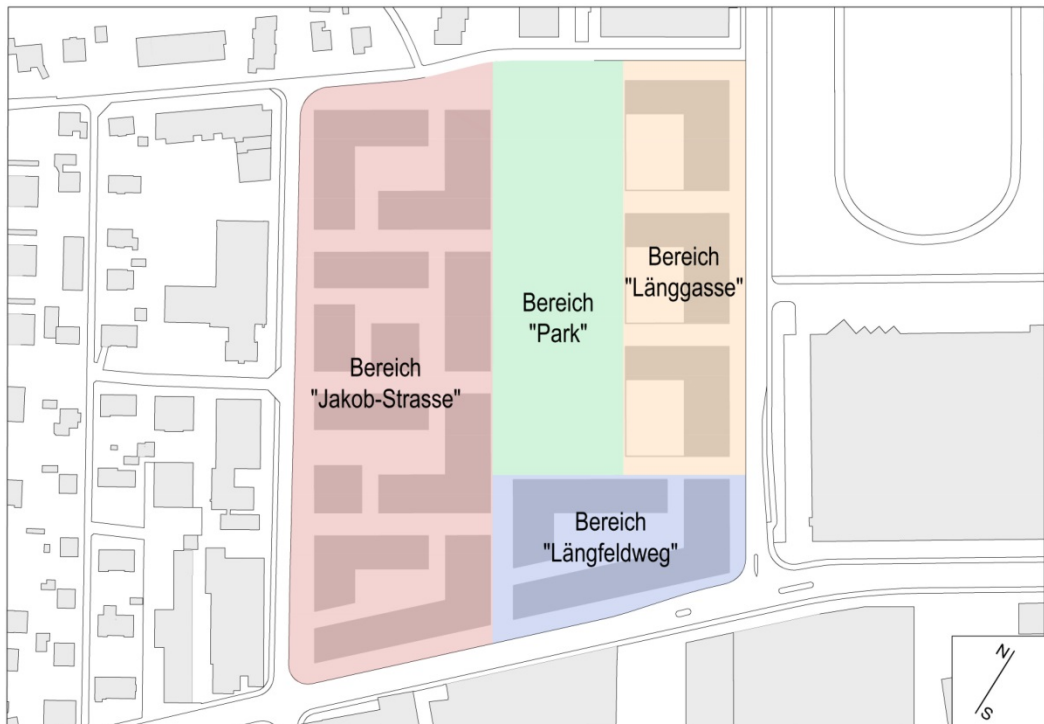 Bereich
"Länggasse"
Bereich
"Park"
Bereich
"Jakob-Strasse"
Bereich
"Längfeldweg"
N
S